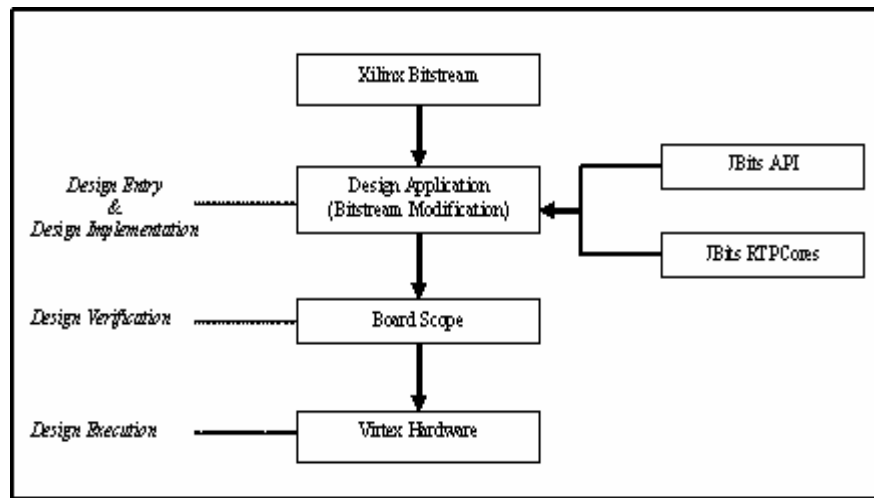 Xilinx Bitstream
Design Entry
&
Design Implementation
Design Application
(Bitstream Modification)
JBits API
JBits RTPCores
Design Verification
Board Scope
Design Execution
Virtex Hardware